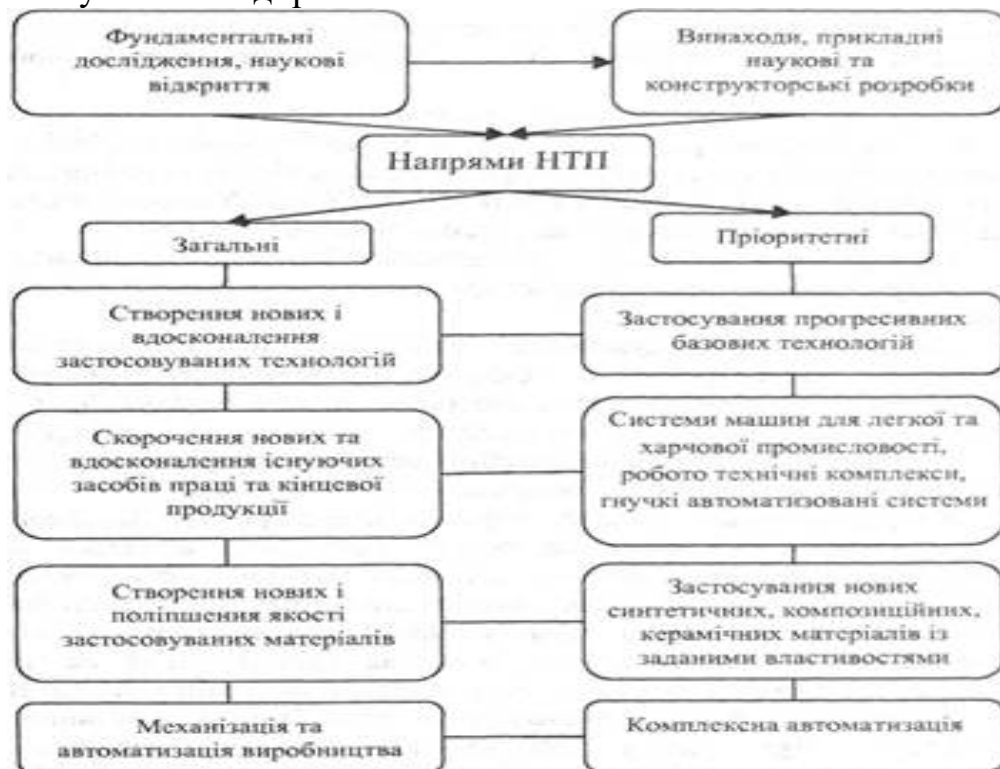 Фундаментальні
дослідження, наукові
відкриття
Винаходи, прикладні
наукові та
конструкторські розробки
Напрями НТП
Загальні
Пріоритетні
Створення нових і
вдосконалення
застосовуваних технологій
Застосування прогресивних
базових технологій
Скорочення нових та
вдосконалення існуючих
засобів праці та кінцевої
продукції
Системи машин для легкої та
харчової промисловості,
робото технічні комплекси,
гнучкі автоматизовані системи
Створення нових і
поліпшення якості
застосовуваних матеріалів
Застосування нових
синтетичних, композиційних,
керамічних матеріалів із
заданими властивостями
Механізація та
автоматизація виробництва
Комплексна автоматизація